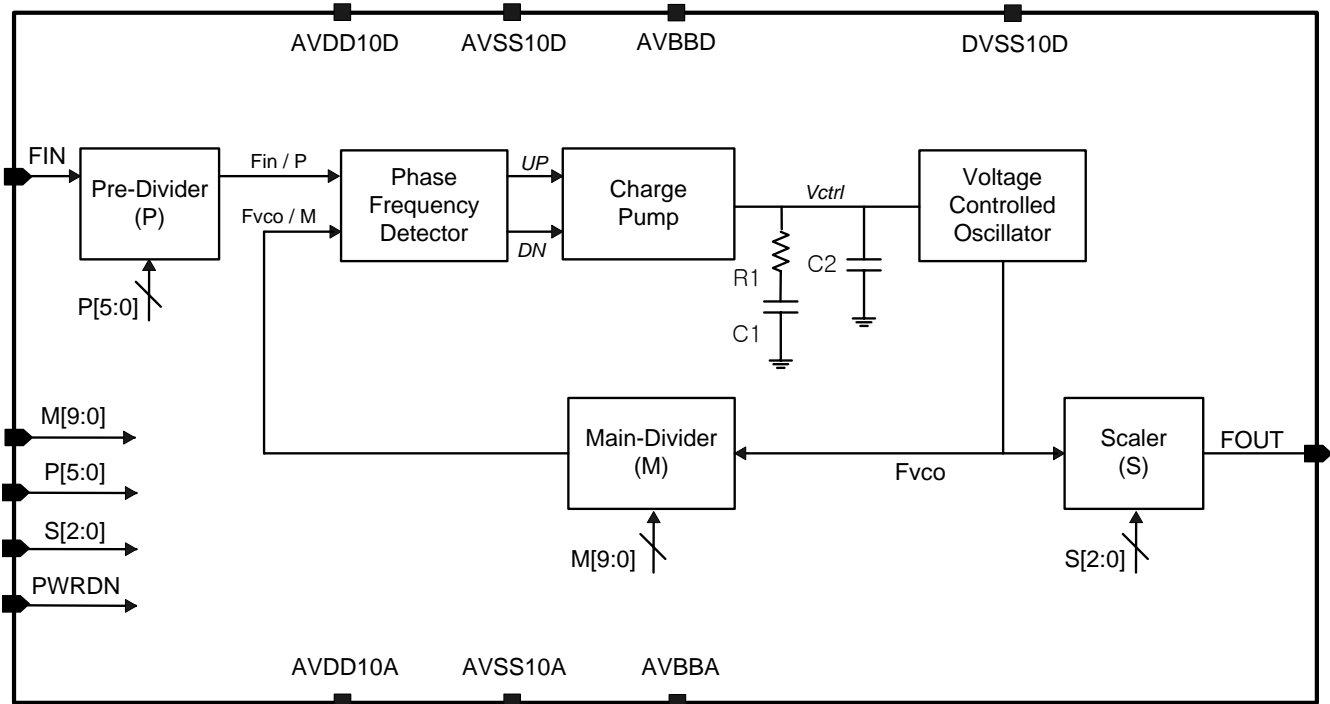 AVDD10D
AVSS10D
AVBBD
DVSS10D
FIN
Pre-Divider
(P)
P[5:0]
Fin / P
Fvco / M
Phase
Frequency
Detector
UP
DN
Charge
Pump
Vctrl
R1
C1
C2
Voltage
Controlled
Oscillator
M[9:0]
P[5:0]
S[2:0]
PWRDN
Main-Divider
(M)
M[9:0]
Fvco
Scaler
(S)
S[2:0]
FOUT
AVDD10A
AVSS10A
AVBBA